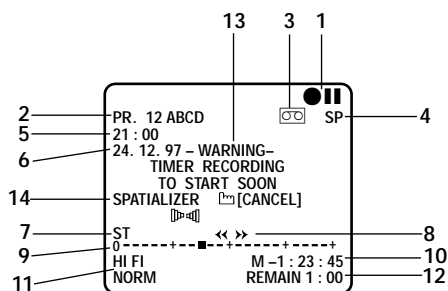 13 3 1
2 PR. 12 ABCD SP 4
5 21 : 00
6 24. 12. 97 – WARNING–
TIMER RECORDING
TO START SOON
14 SPATIALIZER [CANCEL]
7 ST 8
9 0
HI FI M –1 : 23 : 45 10
11 NORM REMAIN 1 : 00 12